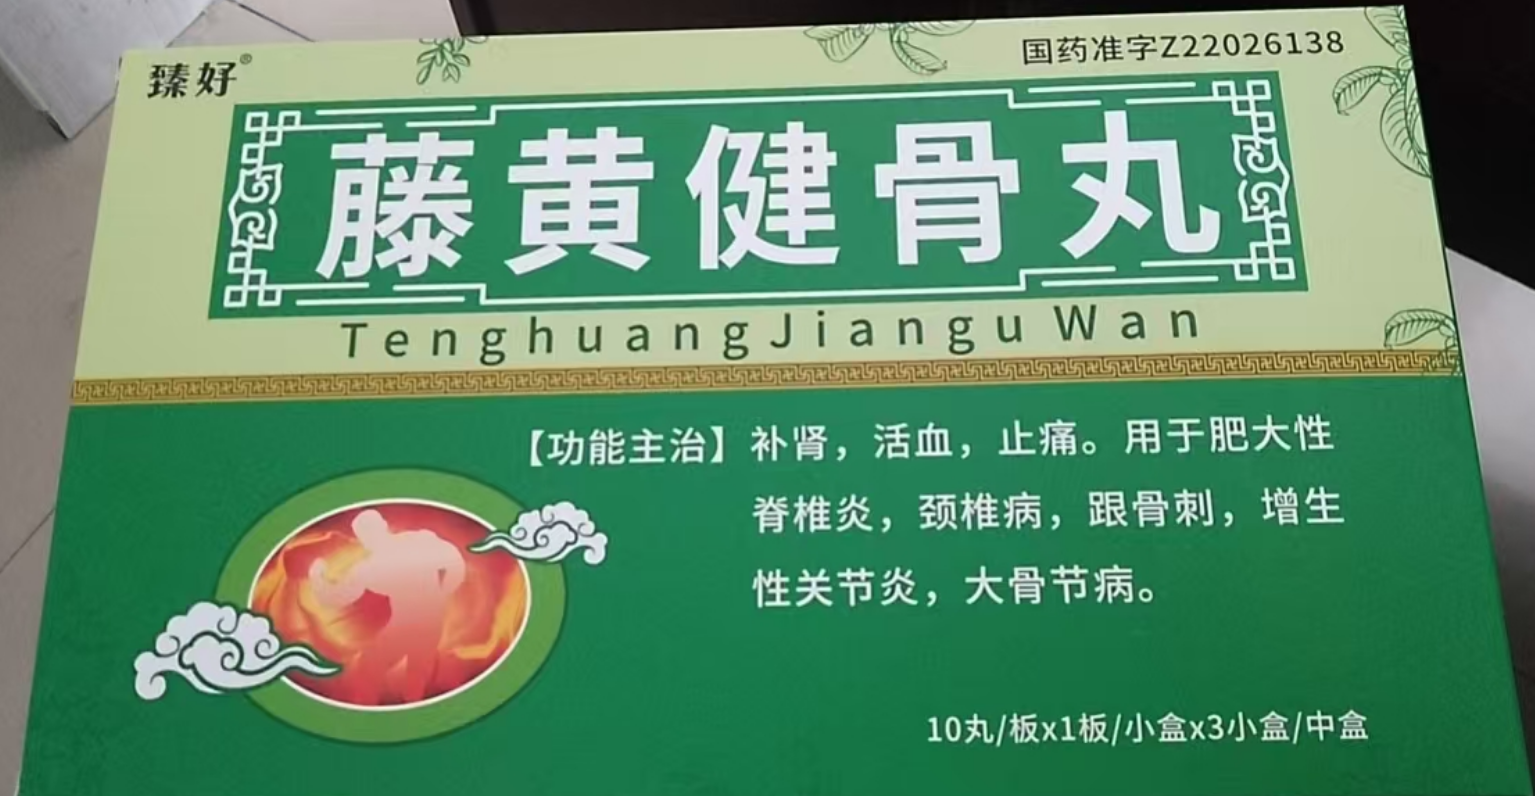 臻好®
国药准字Z22026138
藤黄健骨丸
Tenghuang Jiangu Wan
【功能主治】补肾，活血，止痛。用于肥大性
脊椎炎，颈椎病，跟骨刺，增生
性关节炎，大骨节病。
10丸/板x1板/小盒x3小盒/中盒